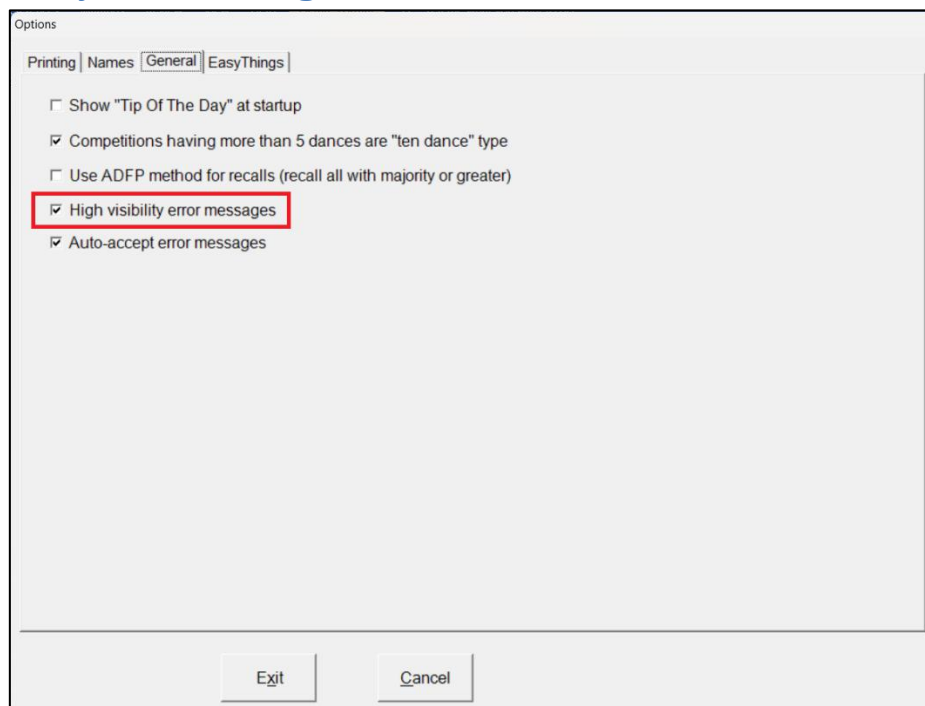 Options
Printing Names General EasyThings
Show "Tip Of The Day" at startup
Competitions having more than 5 dances are "ten dance" type
Use ADFP method for recalls (recall all with majority or greater)
High visibility error messages
Auto-accept error messages
Exit Cancel